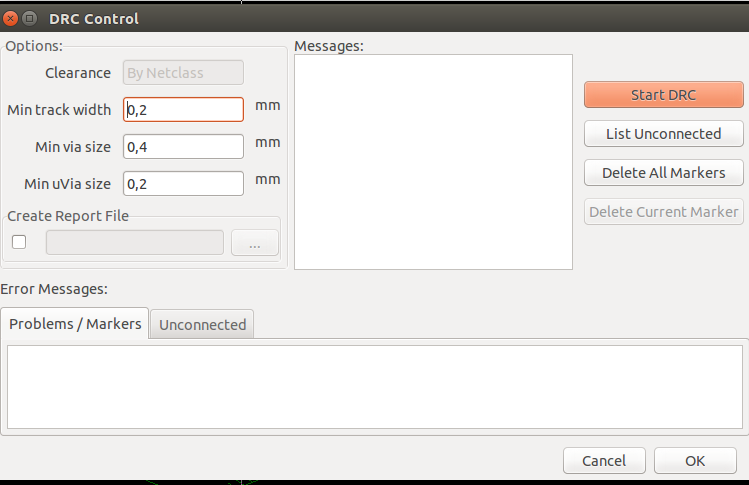 DRC Control
Options:
Clearance By Netclass
Min track width 0,2 mm
Min via size 0,4 mm
Min uVia size 0,2 mm
Create Report File
...
Messages:
Start DRC
List Unconnected
Delete All Markers
Delete Current Marker
Error Messages:
Problems / Markers Unconnected
Cancel OK